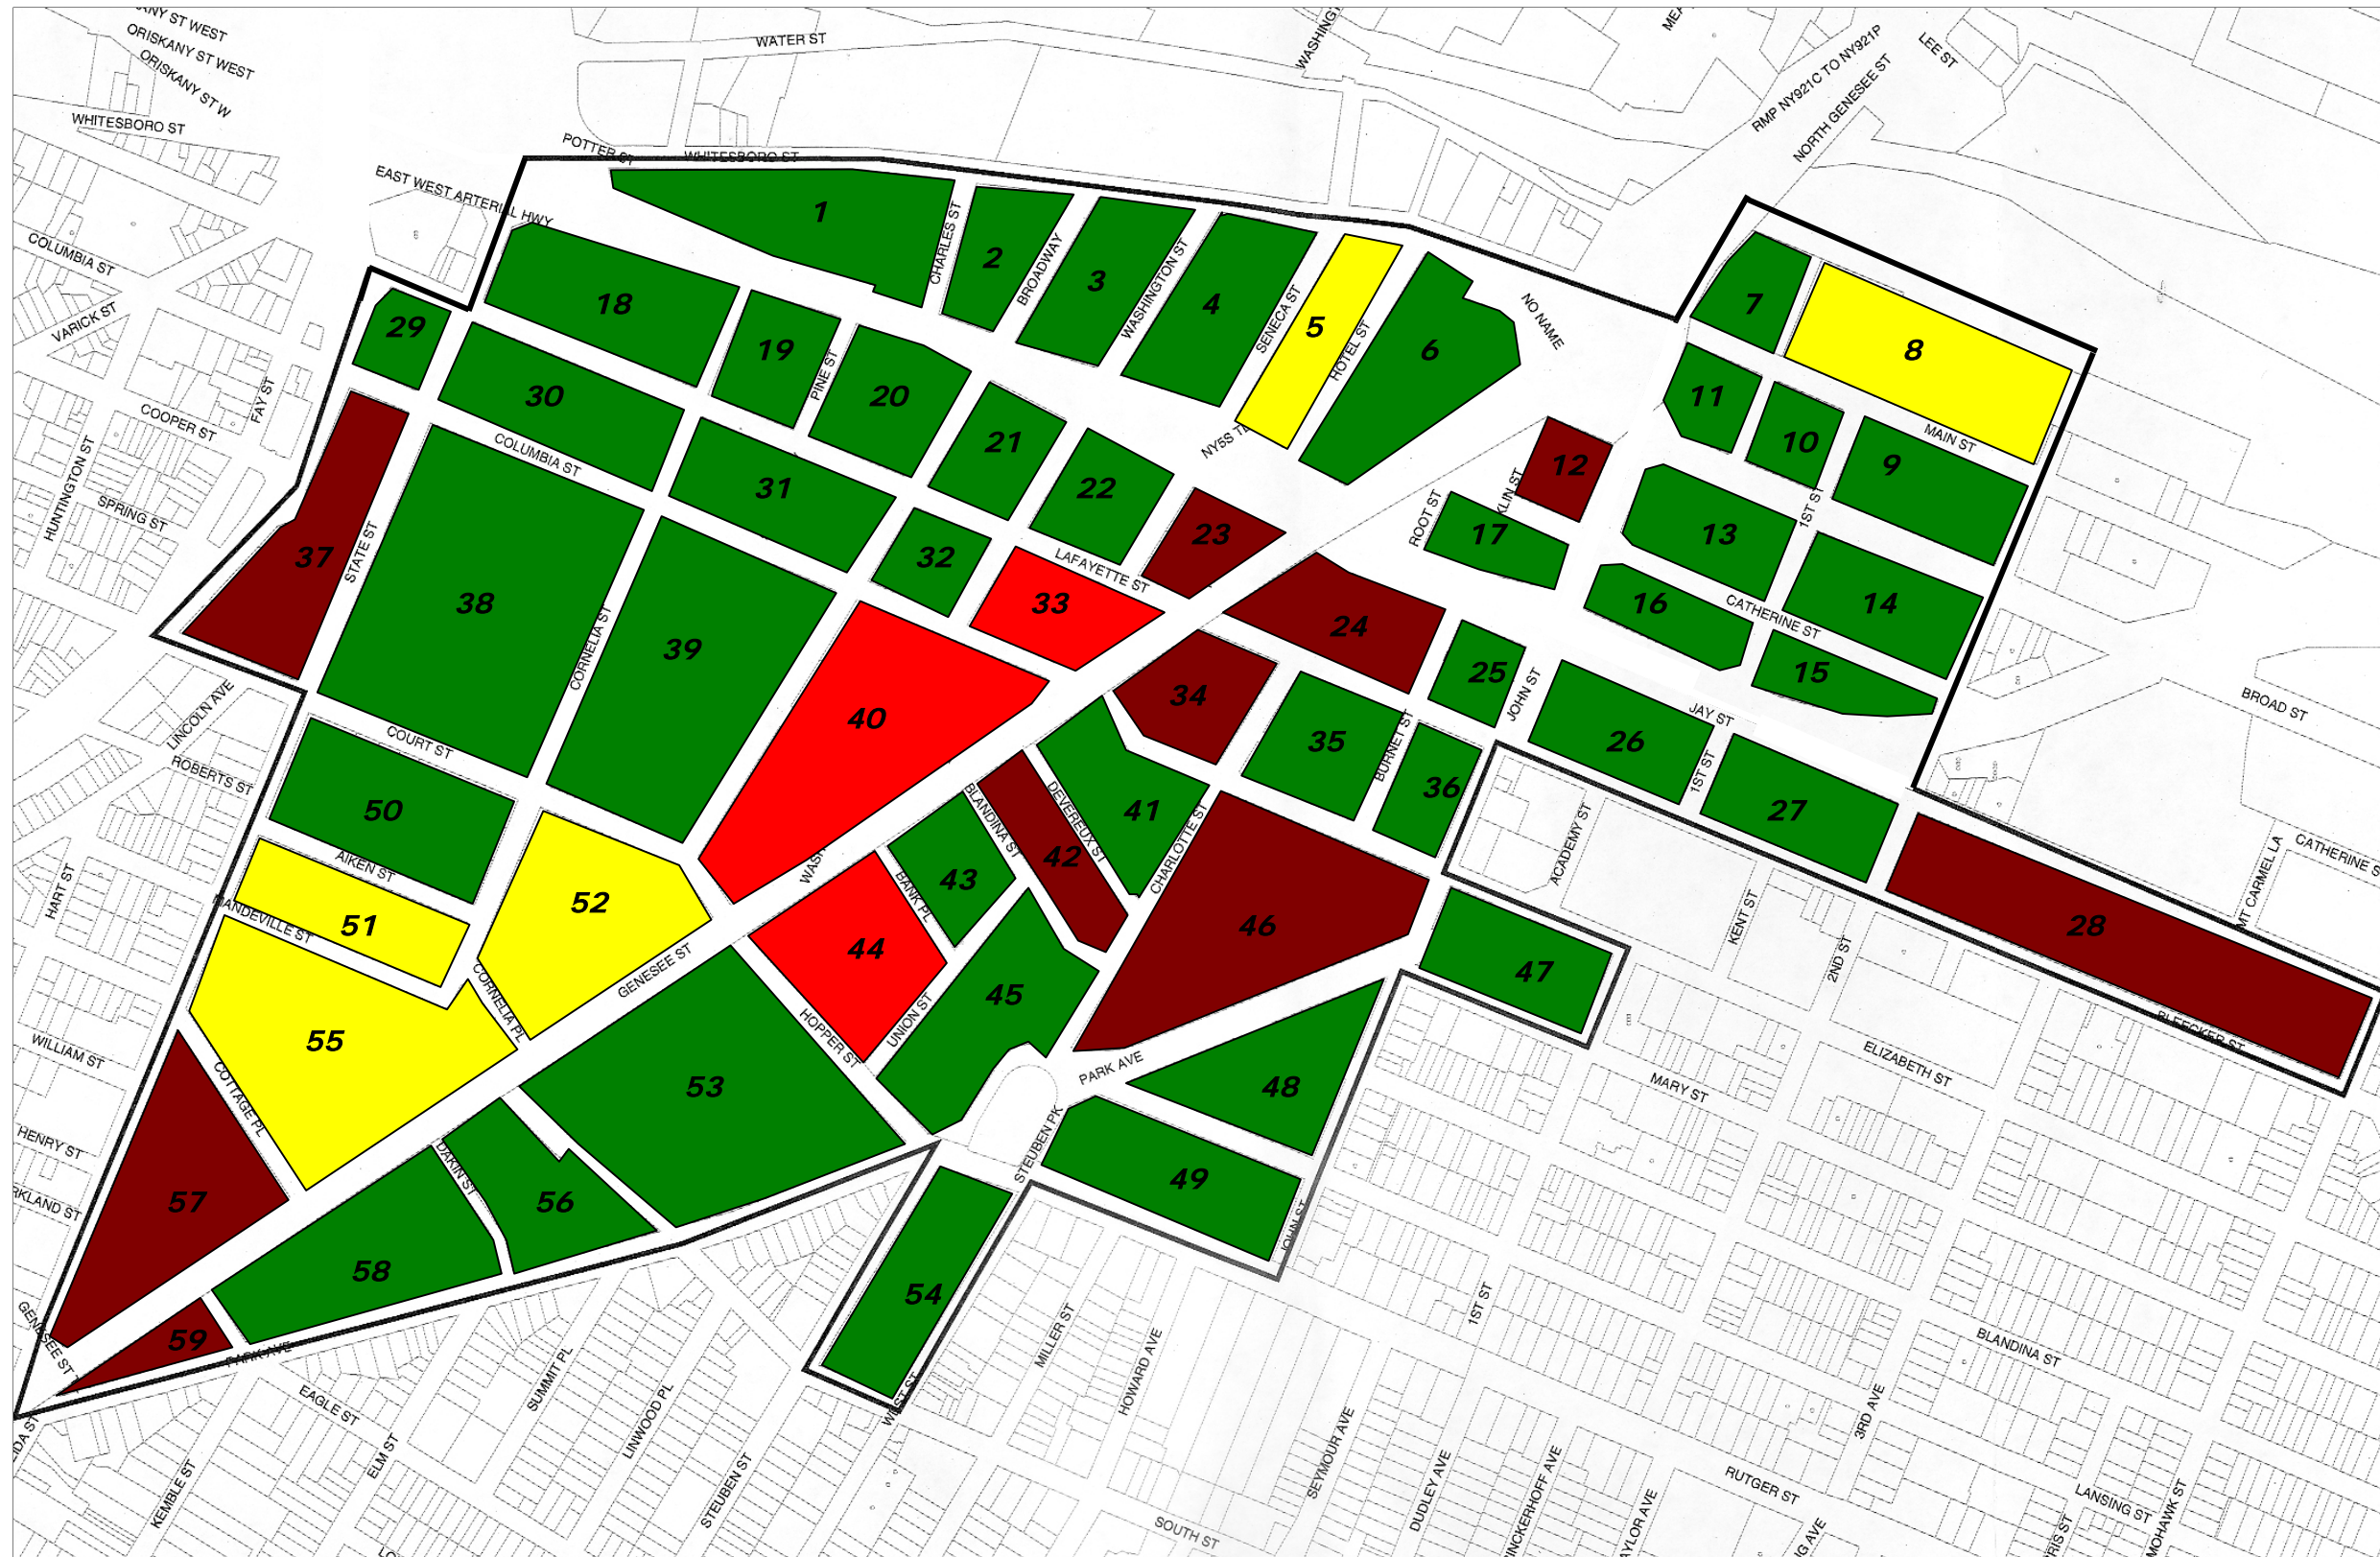 WATER ST
ORISKANY ST WEST
ORISKANY ST W
LEE ST
RMP NY921C TO NY921P
NORTH GENESEE ST
WHITESBORO ST
POTTER ST
WHITESBORO ST
EAST WEST ARTERIAL HWY
COLUMBIA ST
VARICK ST
1
CHARLES ST
2
BROADWAY
3
WASHINGTON ST
4
SENECA ST
5
HOTEL ST
6
NO NAME
7
8
MAIN ST
29
18
19
PINE ST
20
21
22
23
12
11
10
9
1ST ST
30
COLUMBIA ST
31
32
33
LAFAYETTE ST
ROOT ST
17
13
14
16
CATHERINE ST
15
COOPER ST
FAY ST
HUNTINGTON ST
SPRING ST
37
STATE ST
38
CORNELIA ST
39
40
24
25
JOHN ST
34
35
BURNET ST
36
26
JAY ST
1ST ST
27
28
BROAD ST
MT CARMEL LA
BLEECKER ST
LINCOLN AVE
ROBERTS ST
COURT ST
50
AIKEN ST
51
MANDEVILLE ST
52
CORNELIA PL
GENESEE ST
41
DEVEREUX ST
42
BLANDINA ST
43
BANK PL
44
CHARLOTTE ST
46
ACADEMY ST
KENT ST
2ND ST
47
HART ST
WILLIAM ST
HENRY ST
55
COTTAGE PL
57
53
HOPPER ST
UNION ST
45
PARK AVE
48
49
STEUBEN PK
JOHN ST
MARY ST
ELIZABETH ST
DAKIN ST
56
58
59
GENESEE ST
PARK AVE
54
WEST ST
EAGLE ST
ELM ST
KEMBLE ST
SUMMIT PL
LINWOOD PL
STEUBEN ST
MILLER ST
HOWARD AVE
SOUTH ST
SEYMOUR AVE
1ST ST
DUDLEY AVE
BLANDINA ST
3RD AVE
RUTGER ST
LANSING ST
MOHAWK ST